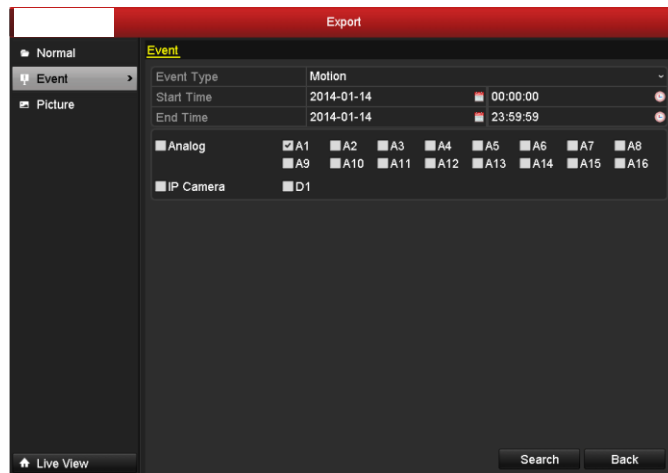 Export
Normal
Event
Picture
Event
Event Type Motion
Start Time 2014-01-14 00:00:00
End Time 2014-01-14 23:59:59
Analog A1 A2 A3 A4 A5 A6 A7 A8
A9 A10 A11 A12 A13 A14 A15 A16
IP Camera D1
Live View
Search Back